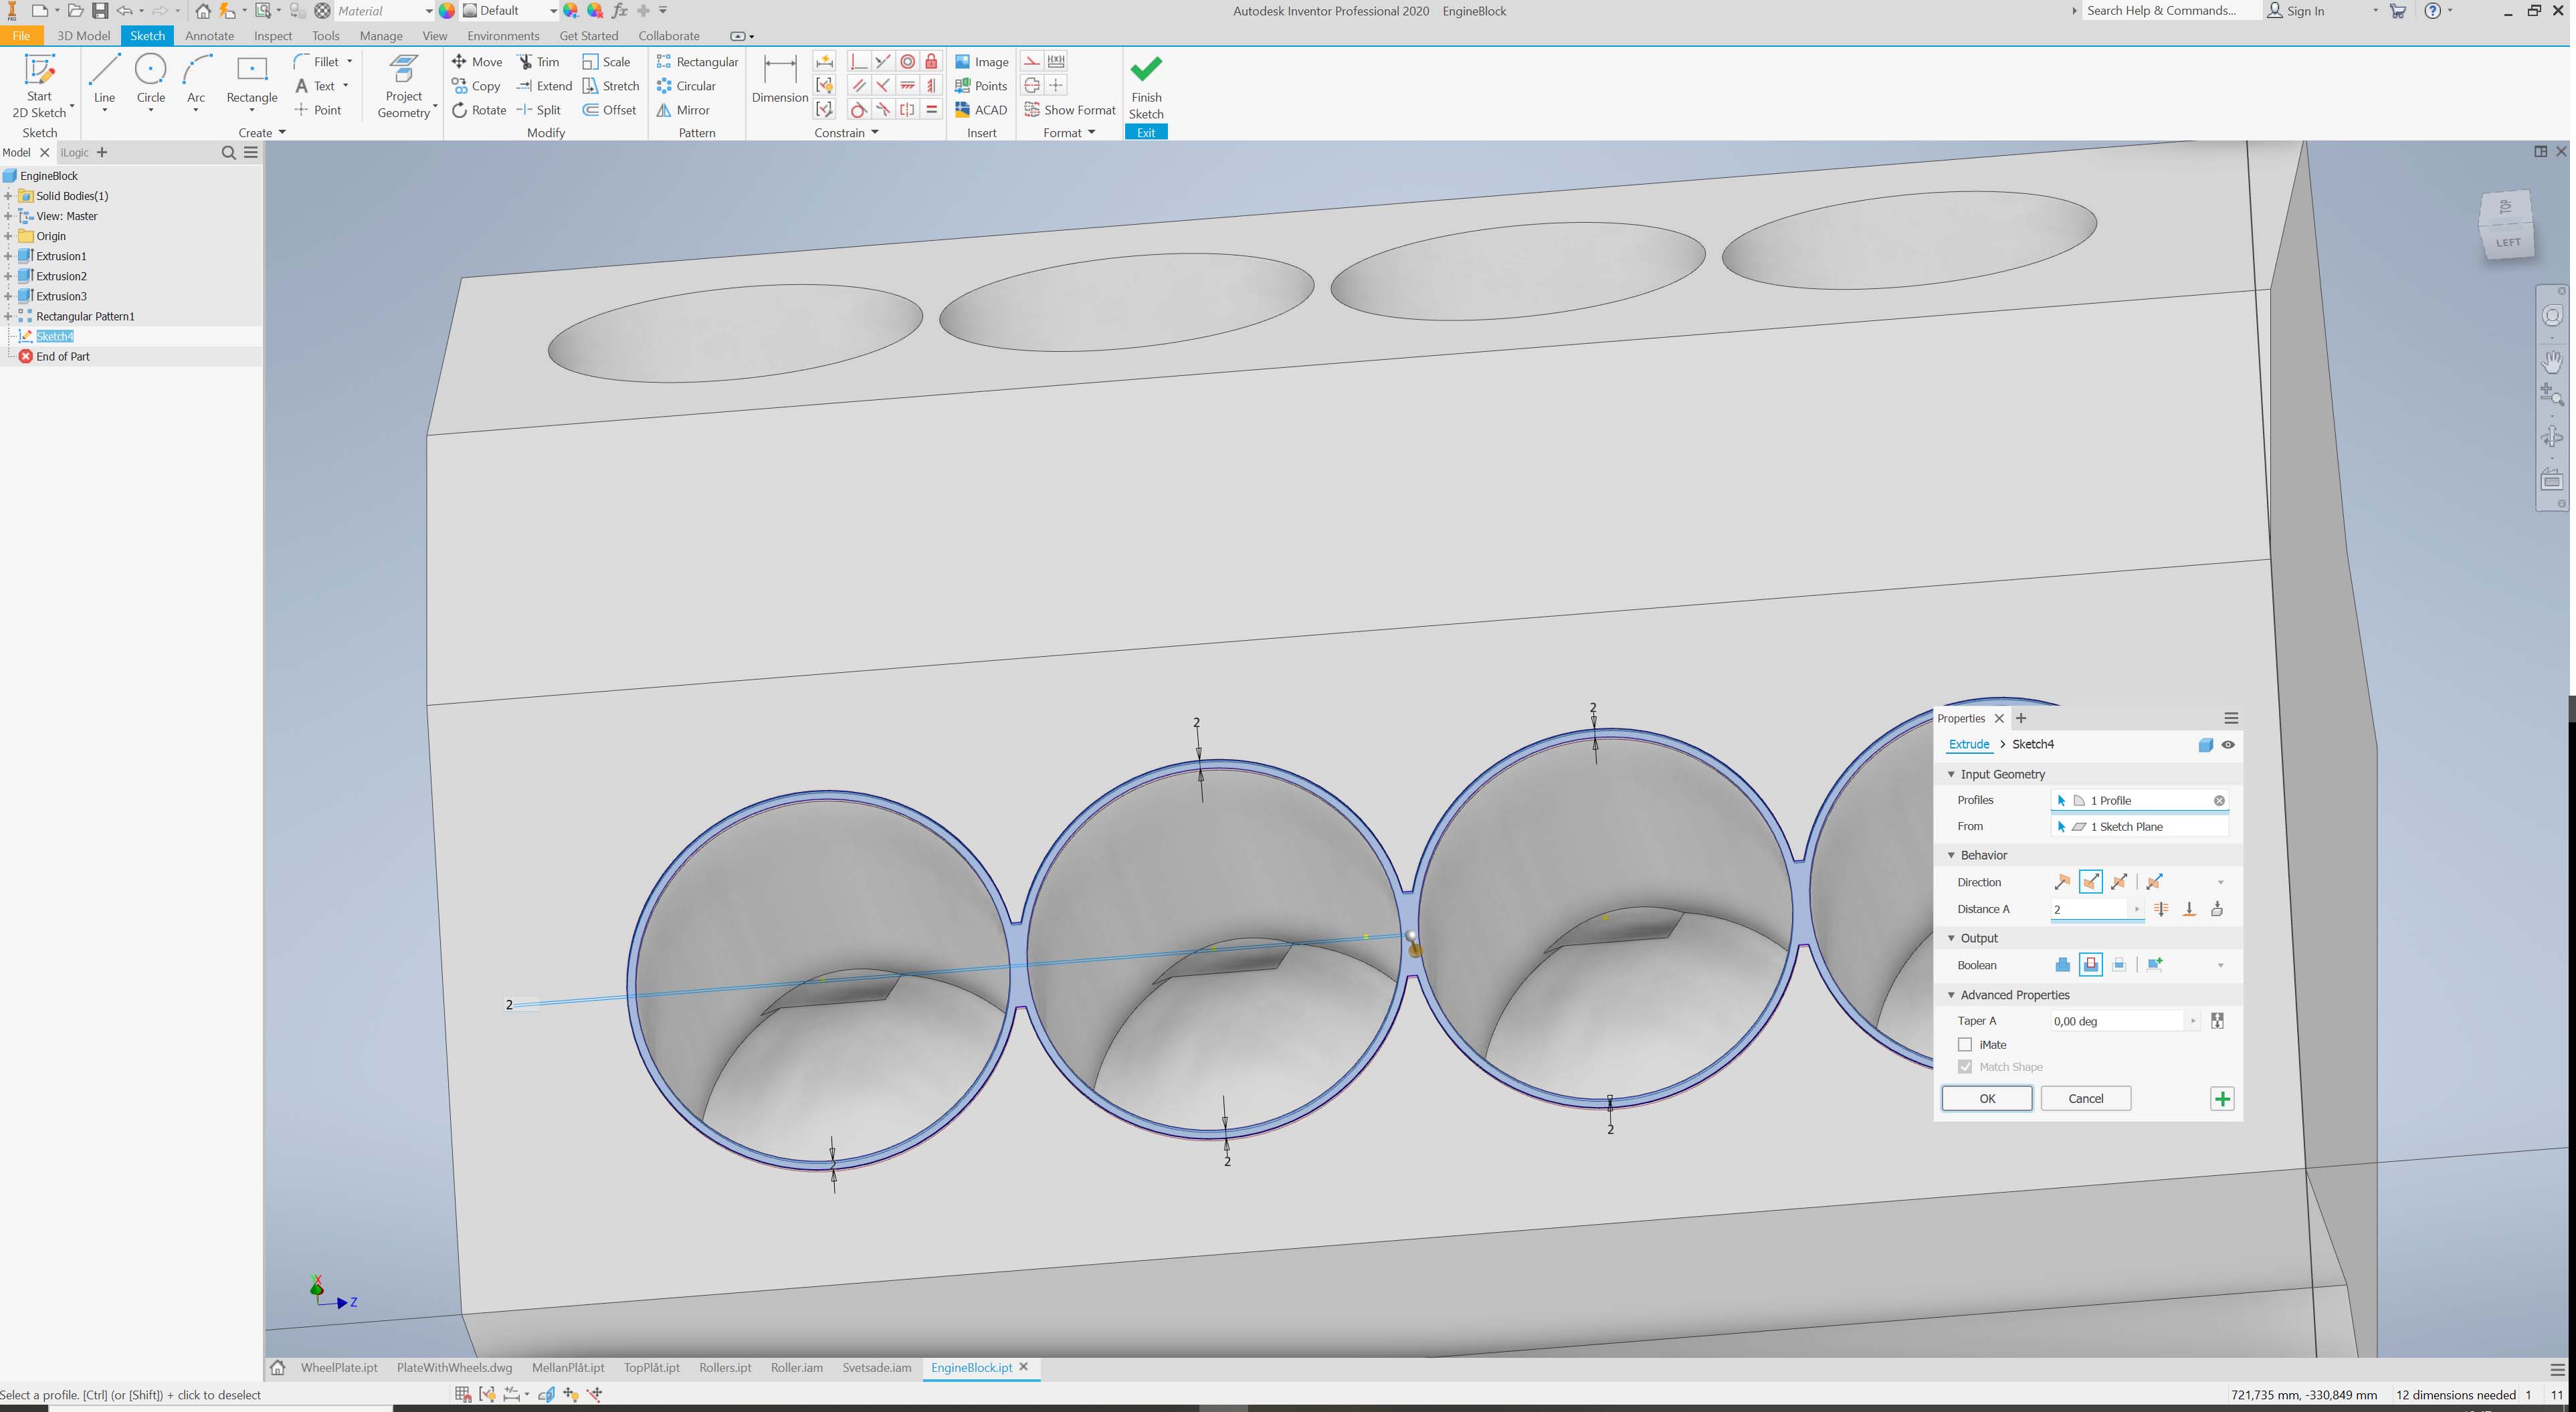 Material
Default
fx
Autodesk Inventor Professional 2020 EngineBlock
Search Help & Commands...
Sign In
File 3D Model Sketch Annotate Inspect Tools Manage View Environments Get Started Collaborate
Start
2D Sketch
Line
Circle
Arc
Rectangle
Fillet
Text
Point
Project
Geometry
Move
Copy
Rotate
Trim
Extend
Split
Scale
Stretch
Offset
Rectangular
Circular
Mirror
Dimension
Image
Points
ACAD
Show Format
Finish
Sketch
Sketch
Create
Modify
Pattern
Constrain
Insert
Format
Exit
Model
iLogic
EngineBlock
Solid Bodies(1)
View: Master
Origin
Extrusion1
Extrusion2
Extrusion3
Rectangular Pattern1
Sketch4
End of Part
TOP
LEFT
2
2
2
2
2
2
Properties
Extrude > Sketch4
Input Geometry
Profiles 1 Profile
From 1 Sketch Plane
Behavior
Direction
Distance A 2
Output
Boolean
Advanced Properties
Taper A 0,00 deg
iMate
Match Shape
OK Cancel
X
Z
WheelPlate.ipt PlateWithWheels.dwg MellanPlåt.ipt TopPlåt.ipt Rollers.ipt Roller.iam Svetsade.iam EngineBlock.ipt
Select a profile. [Ctrl] (or [Shift]) + click to deselect
721,735 mm, -330,849 mm 12 dimensions needed 1 11